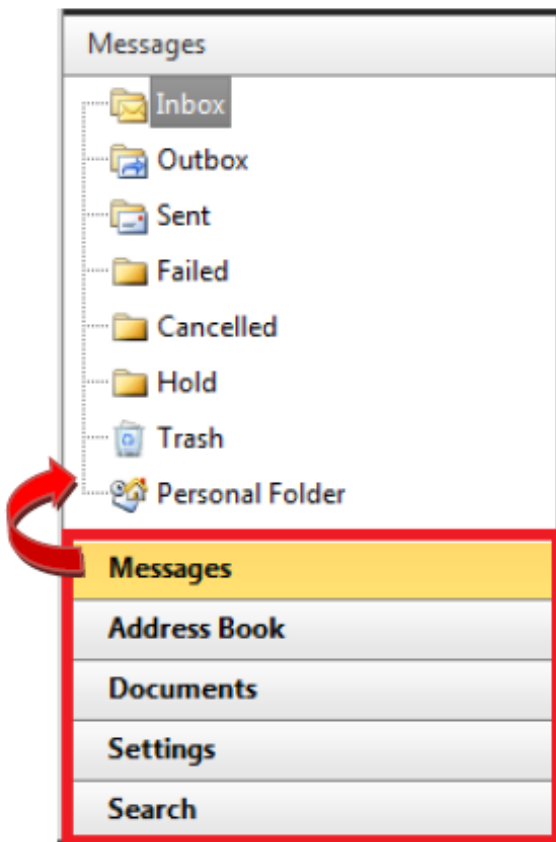 Messages
Inbox
Outbox
Sent
Failed
Cancelled
Hold
Trash
Personal Folder
Messages
Address Book
Documents
Settings
Search